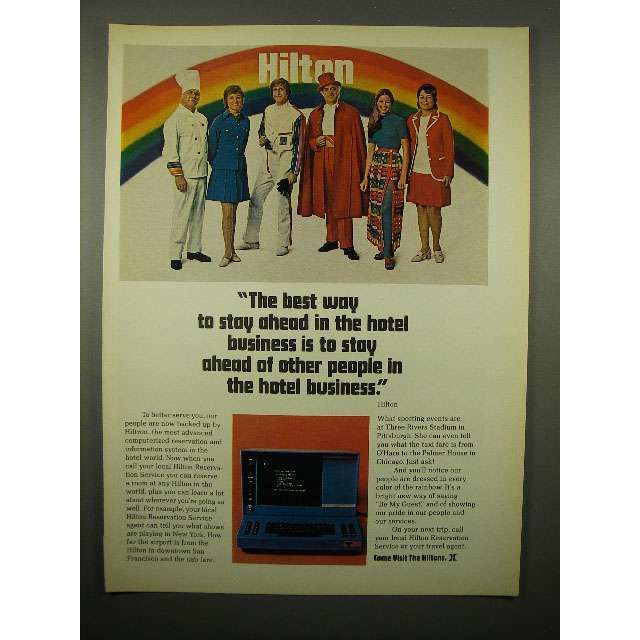 Hilton
"The best way
to stay ahead in the hotel
business is to stay
ahead of other people in
the hotel business."
Hilton
To better serve you, our
people are now backed up by
Hiltron, the most advanced
computerized reservation and
information system in the
hotel world. Now when you
call your local Hilton Reserva-
tion Service you can reserve
a room at any Hilton in the
world, plus you can learn a lot
about wherever you're going as
well. For example, your local
Hilton Reservation Service
agent can tell you what shows
are playing in New York. How
far the airport is from the
Hilton in downtown San
Francisco and the cab fare.
What sporting events are
at Three Rivers Stadium in
Pittsburgh. She can even tell
you what the taxi fare is from
O'Hare to the Palmer House in
Chicago. Just ask!
And you'll notice our
people are dressed in every
color of the rainbow. It's a
bright new way of saying
"Be My Guest," and of showing
our pride in our people and
our services.
On your next trip, call
your local Hilton Reservation
Service or your travel agent.
Come Visit The Hiltons.